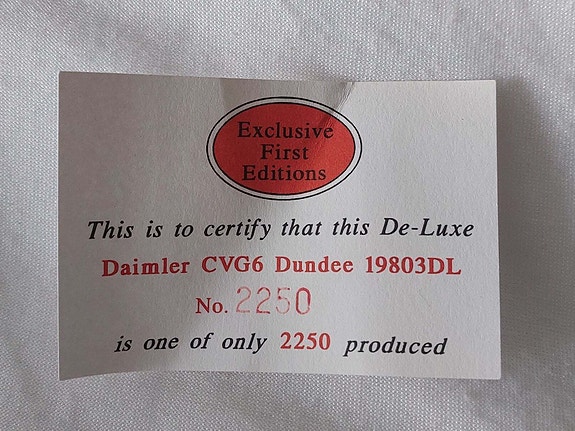 Exclusive
First
Editions
This is to certify that this De-Luxe
Daimler CVG6 Dundee 19803DL
No. 2250
is one of only 2250 produced